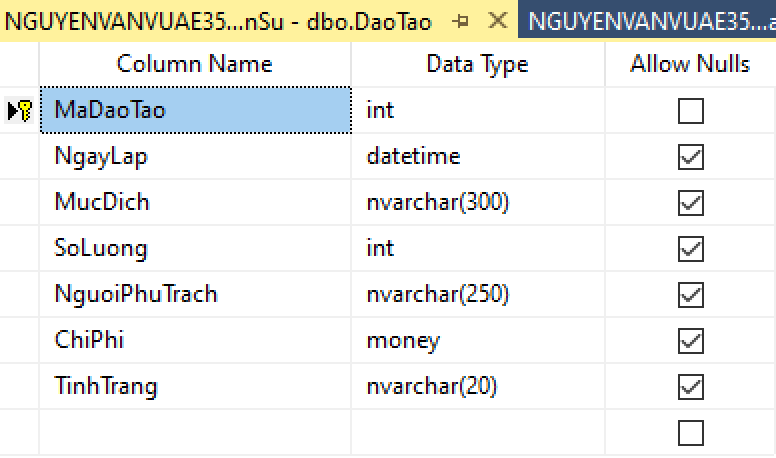 NGUYENVANVUAE35...nSu - dbo.DaoTao NGUYENVANVUAE35...a
Column Name Data Type Allow Nulls
MaDaoTao int
NgayLap datetime
MucDich nvarchar(300)
SoLuong int
NguoiPhuTrach nvarchar(250)
ChiPhi money
TinhTrang nvarchar(20)